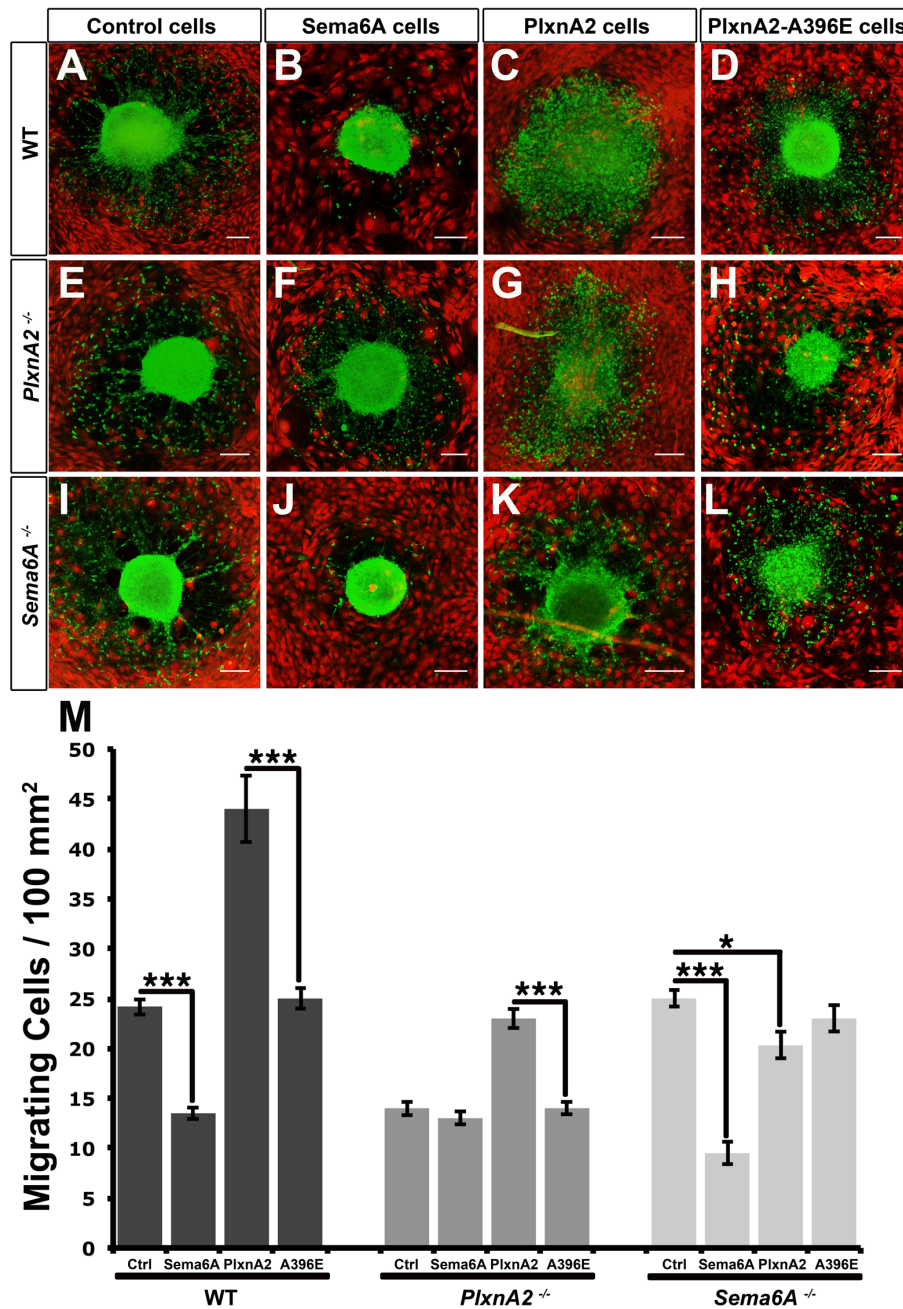 Control cells Sema6A cells PlxnA2 cells PlxnA2-A396E cells
WT
A B C D
PlxnA2 -/-
E F G H
Sema6A -/-
I J K L
M
Migrating Cells / 100 mm2
50
45
40
35
30
25
20
15
10
5
0
***
***
***
*
***
Ctrl Sema6A PlxnA2 A396E Ctrl Sema6A PlxnA2 A396E Ctrl Sema6A PlxnA2 A396E
WT PlxnA2 -/- Sema6A -/-